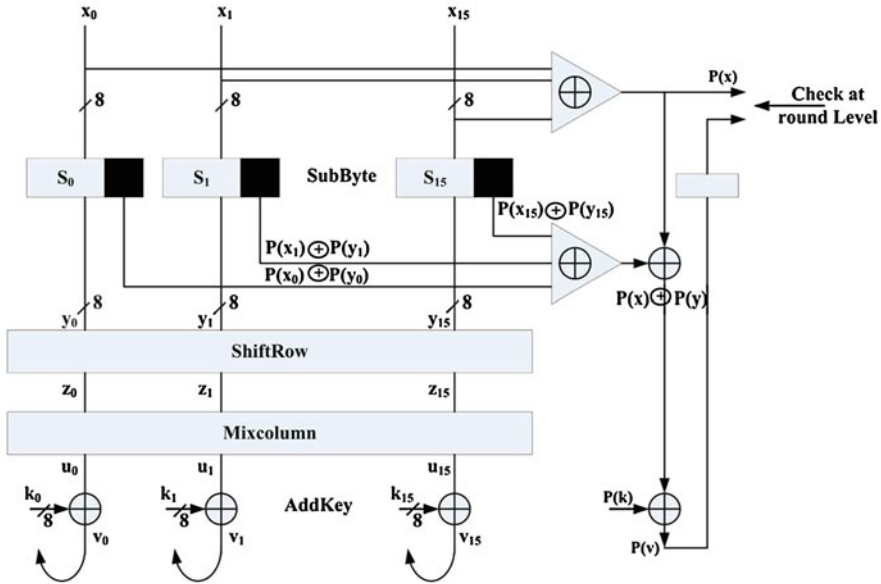 x₀ x₁ x₁₅
8 8 8
P(x)
Check at
round Level
S₀ S₁ SubByte S₁₅
P(x₁₅)⊕P(y₁₅)
P(x₁)⊕P(y₁)
P(x₀)⊕P(y₀)
P(x)⊕P(y)
8 8 8
y₀ y₁ y₁₅
ShiftRow
z₀ z₁ z₁₅
Mixcolumn
u₀ u₁ u₁₅
k₀ k₁ k₁₅ AddKey P(k)
8 8 8
v₀ v₁ v₁₅ P(v)